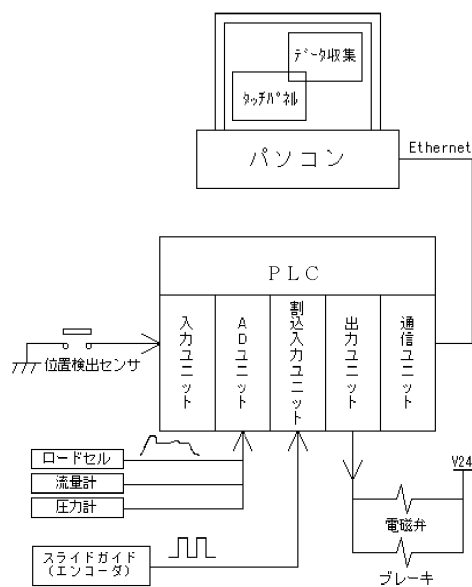 ﾃﾞｰﾀ収集
ﾀｯﾁﾊﾟﾈﾙ
パソコン
Ethernet
ＰＬＣ
入力ユニット
ADユニット
割込入力ユニット
出力ユニット
通信ユニット
位置検出センサ
ロードセル
流量計
圧力計
スライドガイド
(エンコーダ)
V24
電磁弁
ブレーキ